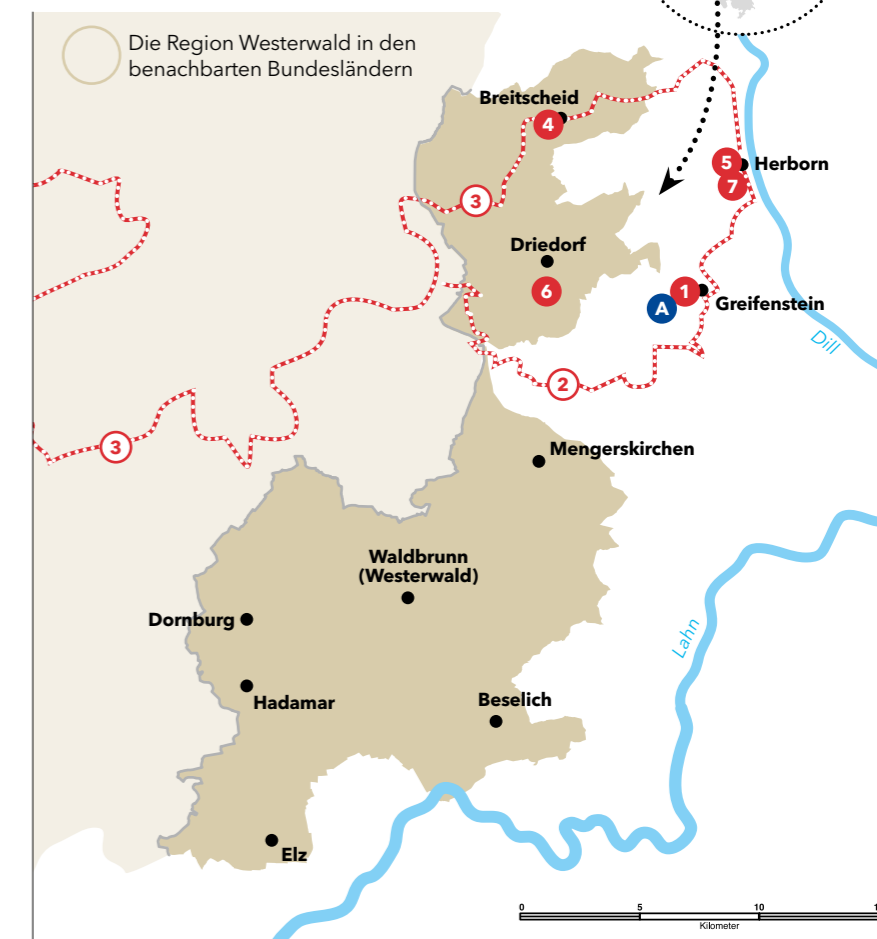 Die Region Westerwald in den
benachbarten Bundesländern
Breitscheid
4
5
Herborn
7
3
Driedorf
6
1
A
Greifenstein
Dill
2
3
Mengerskirchen
Waldbrunn
(Westerwald)
Dornburg
Lahn
Hadamar
Beselich
Elz
0 5 10 1
Kilometer